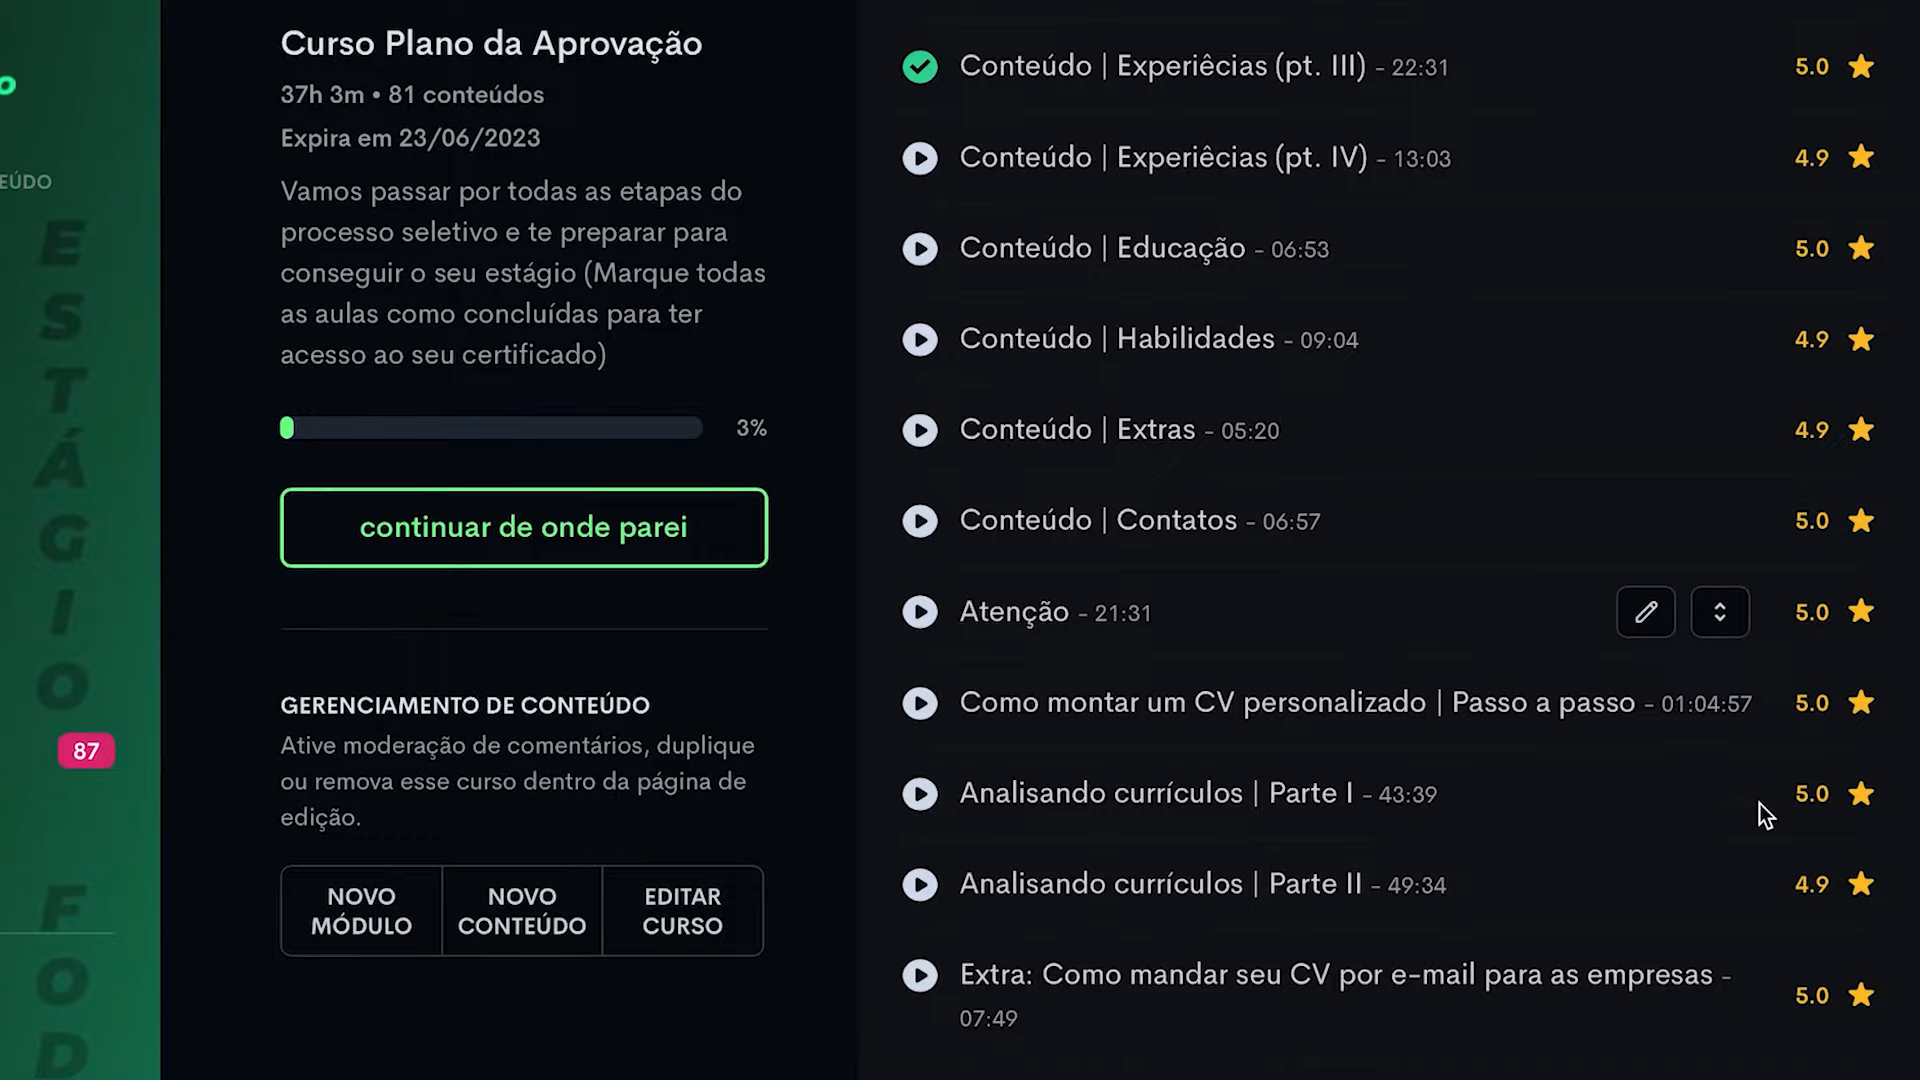 o
EÚDO
ESTÁGIO
87
FOD
Curso Plano da Aprovação
37h 3m • 81 conteúdos
Expira em 23/06/2023
Vamos passar por todas as etapas do
processo seletivo e te preparar para
conseguir o seu estágio (Marque todas
as aulas como concluídas para ter
acesso ao seu certificado)
3%
continuar de onde parei
GERENCIAMENTO DE CONTEÚDO
Ative moderação de comentários, duplique
ou remova esse curso dentro da página de
edição.
NOVO MÓDULO
NOVO CONTEÚDO
EDITAR CURSO
Conteúdo | Experiêcias (pt. III) - 22:31 5.0
Conteúdo | Experiêcias (pt. IV) - 13:03 4.9
Conteúdo | Educação - 06:53 5.0
Conteúdo | Habilidades - 09:04 4.9
Conteúdo | Extras - 05:20 4.9
Conteúdo | Contatos - 06:57 5.0
Atenção - 21:31 5.0
Como montar um CV personalizado | Passo a passo - 01:04:57 5.0
Analisando currículos | Parte I - 43:39 5.0
Analisando currículos | Parte II - 49:34 4.9
Extra: Como mandar seu CV por e-mail para as empresas -
07:49 5.0